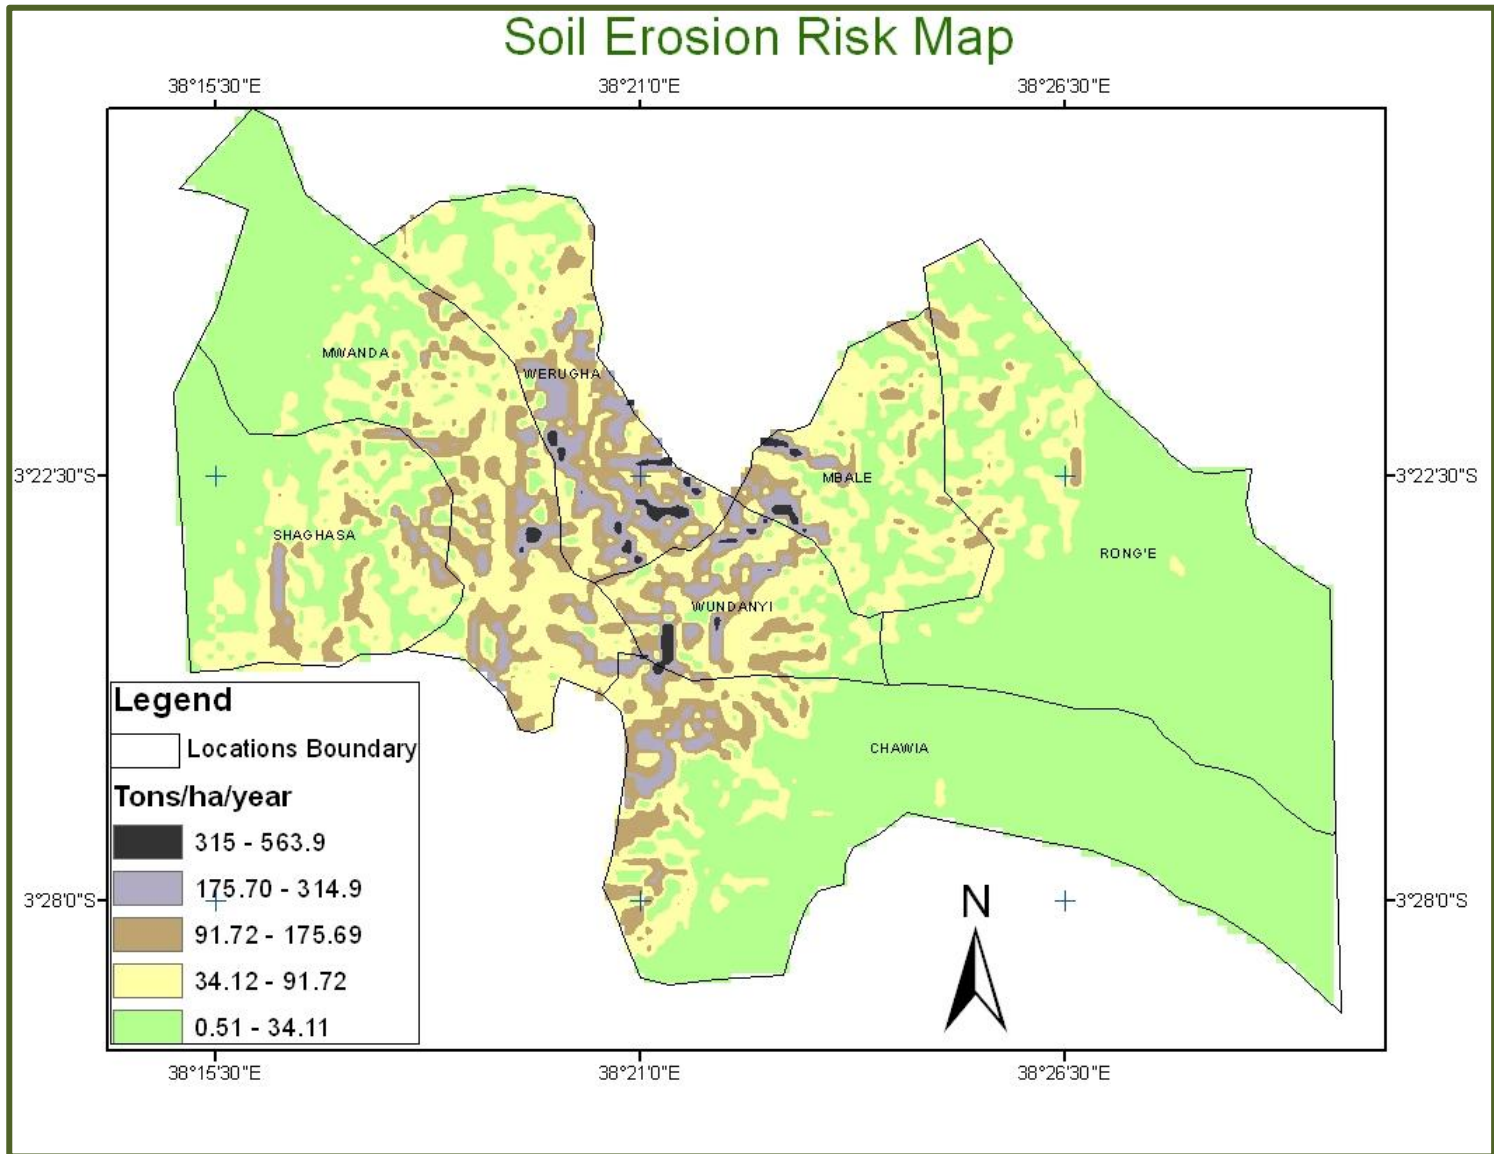 Soil Erosion Risk Map
38°15'30"E 38°21'0"E 38°26'30"E
MWANDA
WERUGHA
3°22'30"S 3°22'30"S
MBALE
SHAGHASA
RONG'E
WUNDANYI
Legend
Locations Boundary
CHAWIA
Tons/ha/year
315 - 563.9
175.70 - 314.9
3°28'0"S N 3°28'0"S
91.72 - 175.69
34.12 - 91.72
0.51 - 34.11
38°15'30"E 38°21'0"E 38°26'30"E